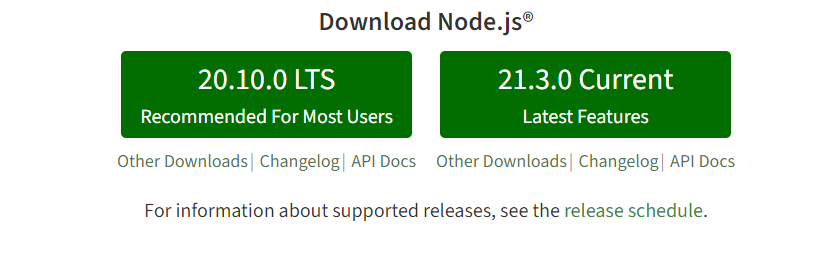 Download Node.js®
20.10.0 LTS
Recommended For Most Users
21.3.0 Current
Latest Features
Other Downloads | Changelog | API Docs
Other Downloads | Changelog | API Docs
For information about supported releases, see the release schedule.